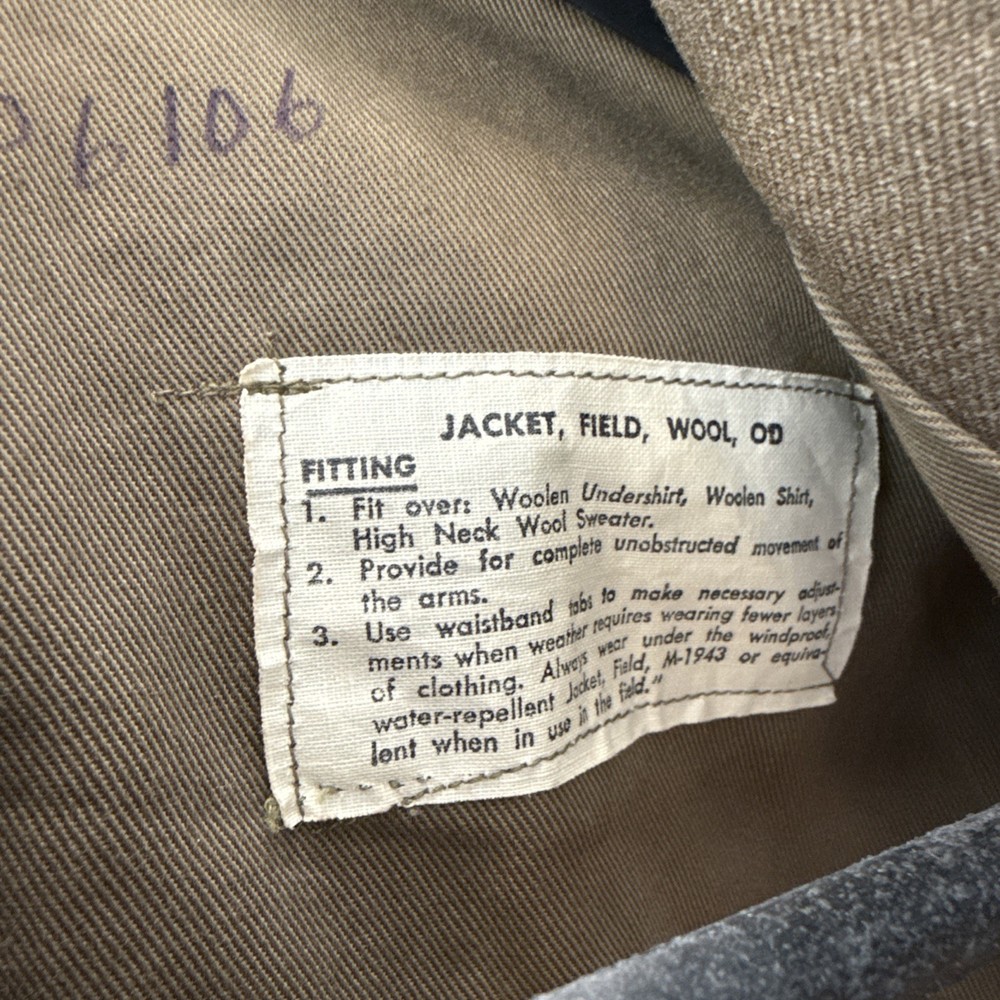 6106
JACKET, FIELD, WOOL, OD
FITTING
1. Fit over: Woolen Undershirt, Woolen Shirt,
High Neck Wool Sweater.
2. Provide for complete unobstructed movement of
the arms.
3. Use waistband tabs to make necessary adjust-
ments when weather requires wearing fewer layers
of clothing. Always wear under the windproof,
water-repellent Jacket, Field, M-1943 or equiva-
lent when in use in the field."